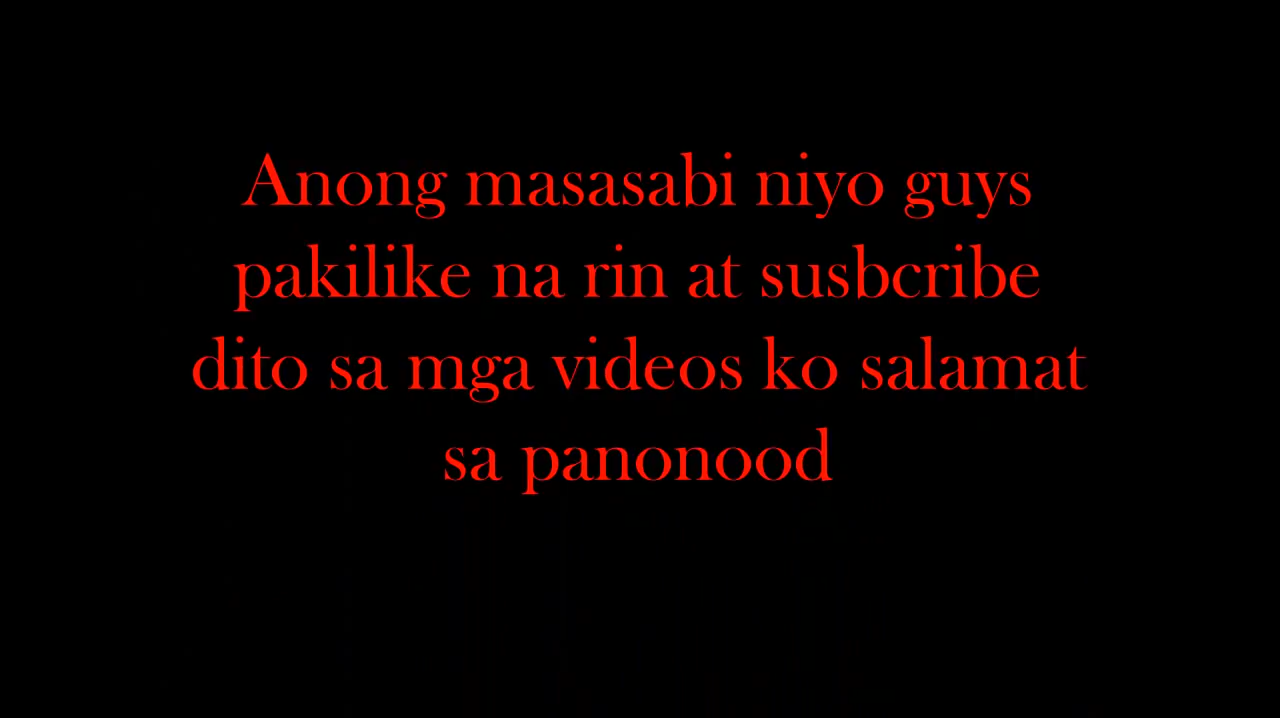 Anong masasabi niyo guys
pakilike na rin at susbcribe
dito sa mga videos ko salamat
sa panonood